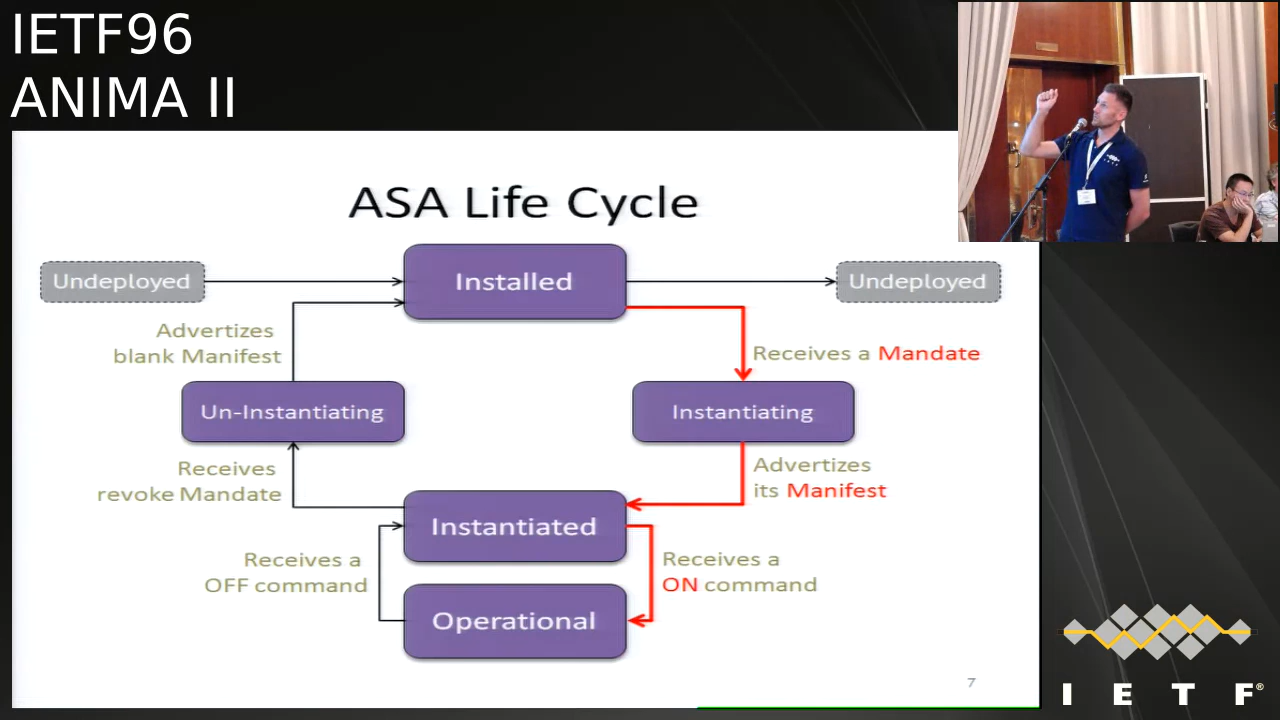 IETF96
ANIMA II
ASA Life Cycle
Undeployed
Installed
Undeployed
Advertizes
blank Manifest
Receives a Mandate
Un-Instantiating
Instantiating
Receives
revoke Mandate
Advertizes
its Manifest
Instantiated
Receives a
OFF command
Receives a
ON command
Operational
7
I E T F®